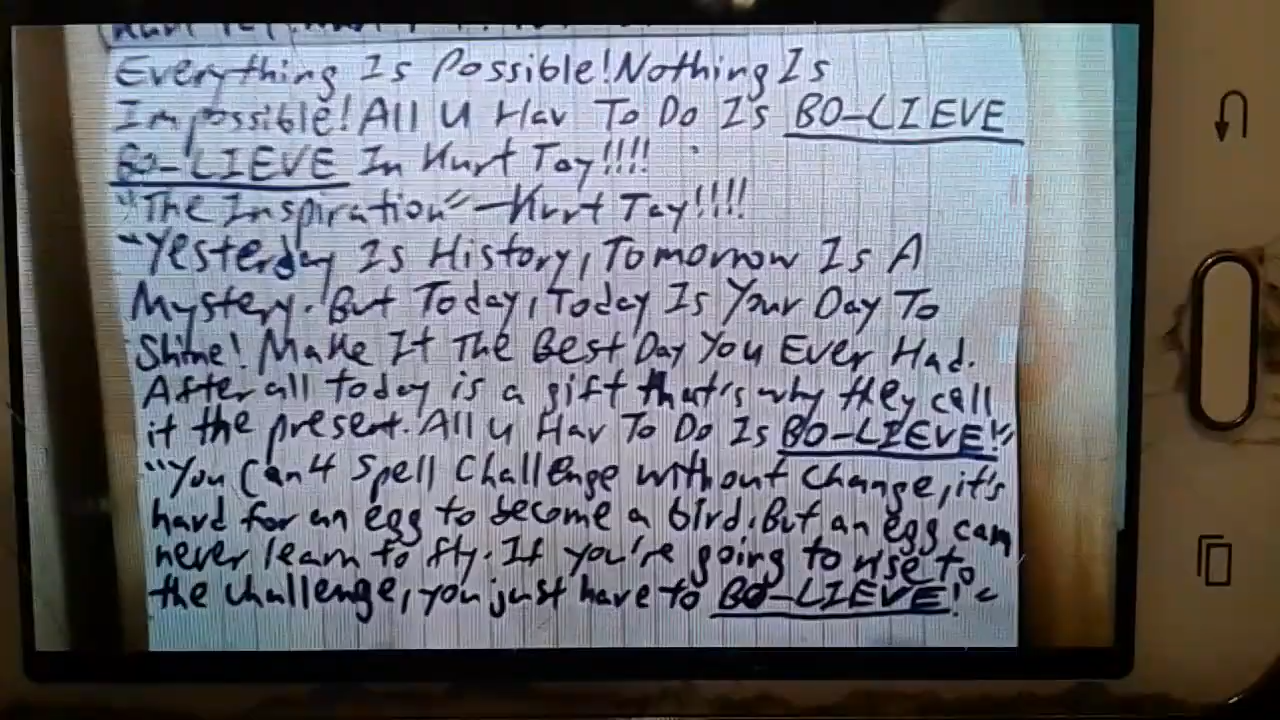 Everything Is Possible! Nothing Is
Impossible! All U Hav To Do Is BO-LIEVE
BO-LIEVE In Kurt Tay!!!!
"The Inspiration" - Kurt Tay!!!!
"Yesterday Is History, Tomorrow Is A
Mystery. But Today, Today Is Your Day To
Shine! Make It The Best Day You Ever Had.
After all today is a gift that's why they call
it the present. All U Hav To Do Is BO-LIEVE!"
"You Can4 Spell Challenge without change, it's
hard for an egg to become a bird. But an egg can
never learn to fly. If you're going to rise to
the challenge, you just have to BO-LIEVE!"